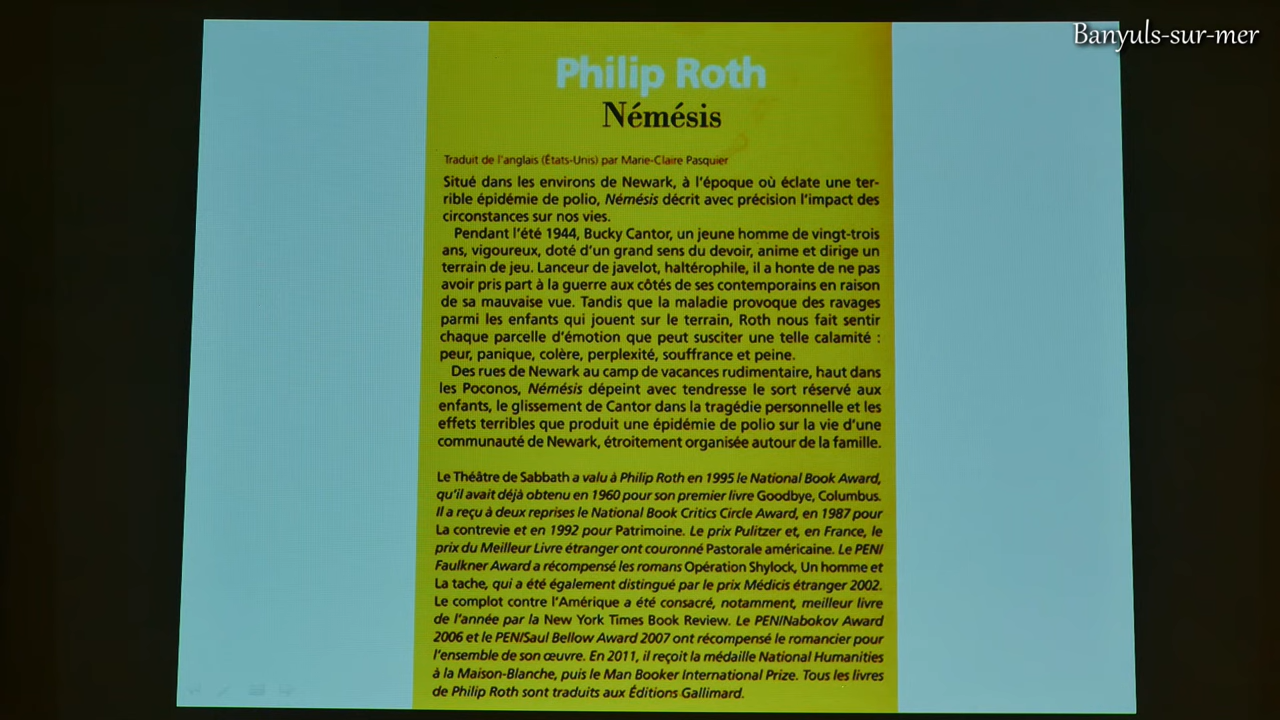 Banyuls-sur-mer
Philip Roth
Némésis
Traduit de l'anglais (États-Unis) par Marie-Claire Pasquier
Situé dans les environs de Newark, à l'époque où éclate une ter-
rible épidémie de polio, Némésis décrit avec précision l'impact des
circonstances sur nos vies.
Pendant l'été 1944, Bucky Cantor, un jeune homme de vingt-trois
ans, vigoureux, doté d'un grand sens du devoir, anime et dirige un
terrain de jeu. Lanceur de javelot, haltérophile, il a honte de ne pas
avoir pris part à la guerre aux côtés de ses contemporains en raison
de sa mauvaise vue. Tandis que la maladie provoque des ravages
parmi les enfants qui jouent sur le terrain, Roth nous fait sentir
chaque parcelle d'émotion que peut susciter une telle calamité :
peur, panique, colère, perplexité, souffrance et peine.
Des rues de Newark au camp de vacances rudimentaire, haut dans
les Poconos, Némésis dépeint avec tendresse le sort réservé aux
enfants, le glissement de Cantor dans la tragédie personnelle et les
effets terribles que produit une épidémie de polio sur la vie d'une
communauté de Newark, étroitement organisée autour de la famille.
Le Théâtre de Sabbath a valu à Philip Roth en 1995 le National Book Award,
qu'il avait déjà obtenu en 1960 pour son premier livre Goodbye, Columbus.
Il a reçu à deux reprises le National Book Critics Circle Award, en 1987 pour
La contrevie et en 1992 pour Patrimoine. Le prix Pulitzer et, en France, le
prix du Meilleur Livre étranger ont couronné Pastorale américaine. Le PEN/
Faulkner Award a récompensé les romans Opération Shylock, Un homme et
La tache, qui a été également distingué par le prix Médicis étranger 2002.
Le complot contre l'Amérique a été consacré, notamment, meilleur livre
de l'année par la New York Times Book Review. Le PEN/Nabokov Award
2006 et le PEN/Saul Bellow Award 2007 ont récompensé le romancier pour
l'ensemble de son œuvre. En 2011, il reçoit la médaille National Humanities
à la Maison-Blanche, puis le Man Booker International Prize. Tous les livres
de Philip Roth sont traduits aux Éditions Gallimard.